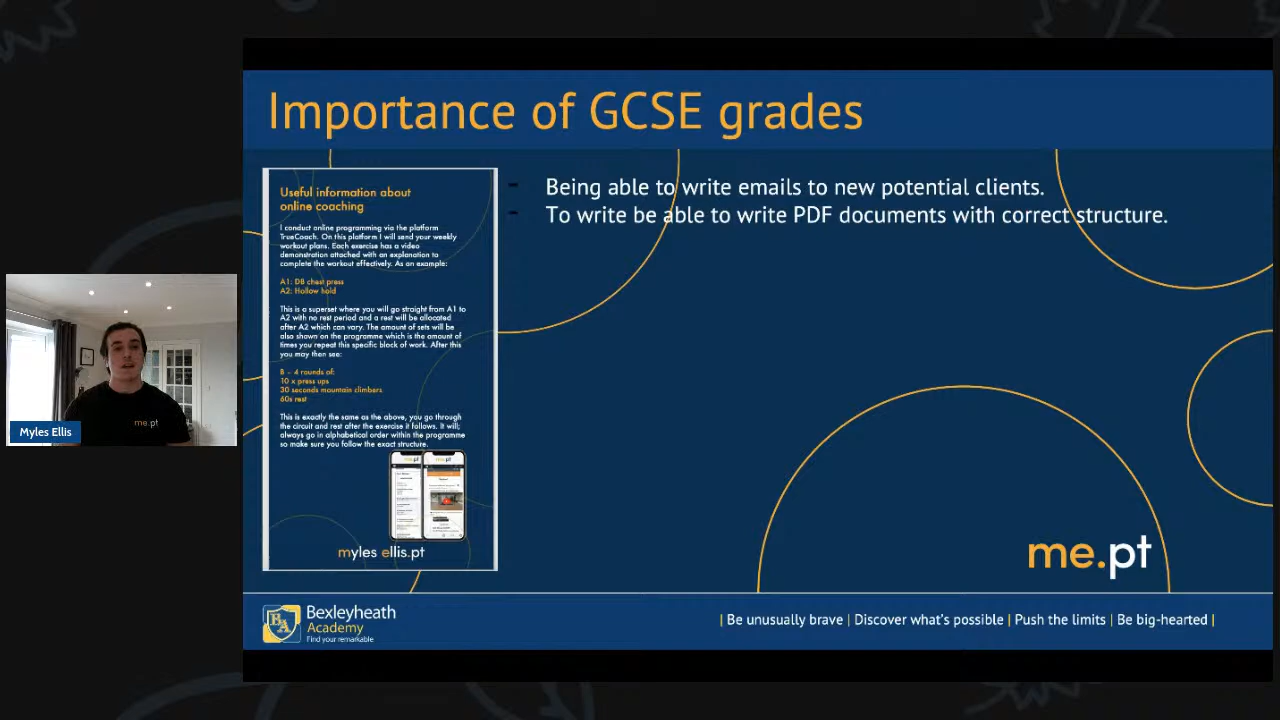 Importance of GCSE grades
Useful information about
online coaching
I conduct online programming via the platform
TrueCoach. On this platform I will send your weekly
workout plans. Each exercise has a video
demonstration attached with an explanation to
complete the workout effectively. As an example:
A1: DB chest press
A2: Hollow hold
This is a superset where you will go straight from A1 to
A2 with no rest period and a rest will be allocated
after A2 which can vary. The amount of sets will be
also shown on the programme which is the amount of
times you repeat this specific block of work. After this
you may then see:
B – 4 rounds of:
10 x press ups
30 seconds mountain climbers
60s rest
This is exactly the same as the above, you go through
the circuit and rest after the exercise it follows. It will
always go in alphabetical order within the programme
so make sure you follow the exact structure.
me.pt
me.pt
myles ellis.pt
- Being able to write emails to new potential clients.
- To write be able to write PDF documents with correct structure.
me.pt
me.pt
Myles Ellis
BA
Bexleyheath
Academy
Find your remarkable
| Be unusually brave | Discover what's possible | Push the limits | Be big-hearted |